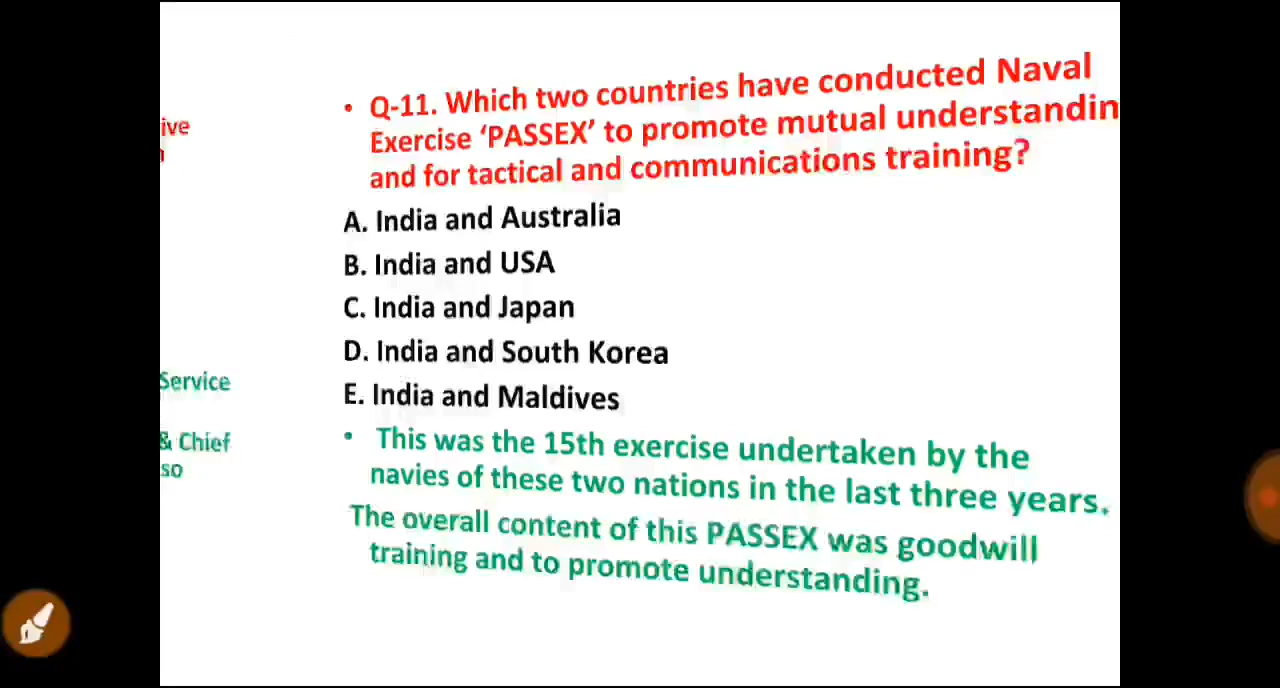 ive
Service
& Chief
so
• Q-11. Which two countries have conducted Naval
Exercise ‘PASSEX’ to promote mutual understandin
and for tactical and communications training?
A. India and Australia
B. India and USA
C. India and Japan
D. India and South Korea
E. India and Maldives
• This was the 15th exercise undertaken by the
navies of these two nations in the last three years.
The overall content of this PASSEX was goodwill
training and to promote understanding.